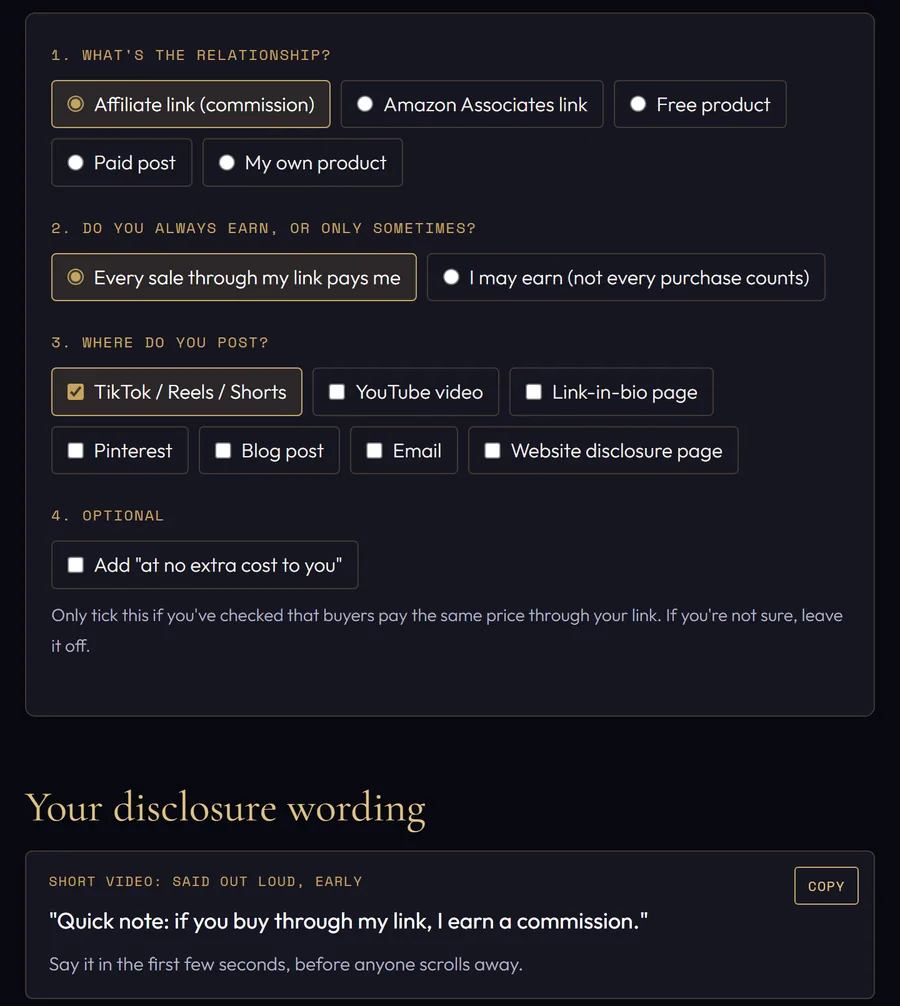 1. WHAT'S THE RELATIONSHIP?
Affiliate link (commission) Amazon Associates link Free product
Paid post My own product
2. DO YOU ALWAYS EARN, OR ONLY SOMETIMES?
Every sale through my link pays me I may earn (not every purchase counts)
3. WHERE DO YOU POST?
TikTok / Reels / Shorts YouTube video Link-in-bio page
Pinterest Blog post Email Website disclosure page
4. OPTIONAL
Add "at no extra cost to you"
Only tick this if you've checked that buyers pay the same price through your link. If you're not sure, leave
it off.
Your disclosure wording
SHORT VIDEO: SAID OUT LOUD, EARLY
COPY
"Quick note: if you buy through my link, I earn a commission."
Say it in the first few seconds, before anyone scrolls away.